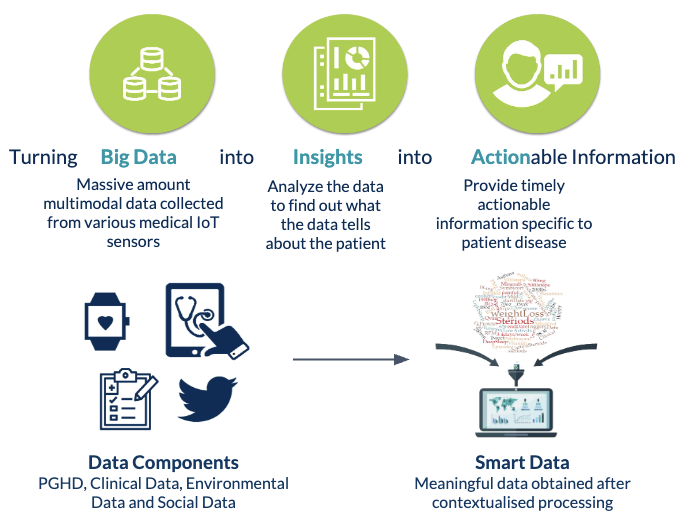 Turning Big Data into Insights into Actionable Information
Massive amount
multimodal data collected
from various medical IoT
sensors
Analyze the data
to find out what
the data tells
about the patient
Provide timely
actionable
information specific to
patient disease
weightLoss
Steriods
Data Components
PGHD, Clinical Data, Environmental
Data and Social Data
Smart Data
Meaningful data obtained after
contextualised processing